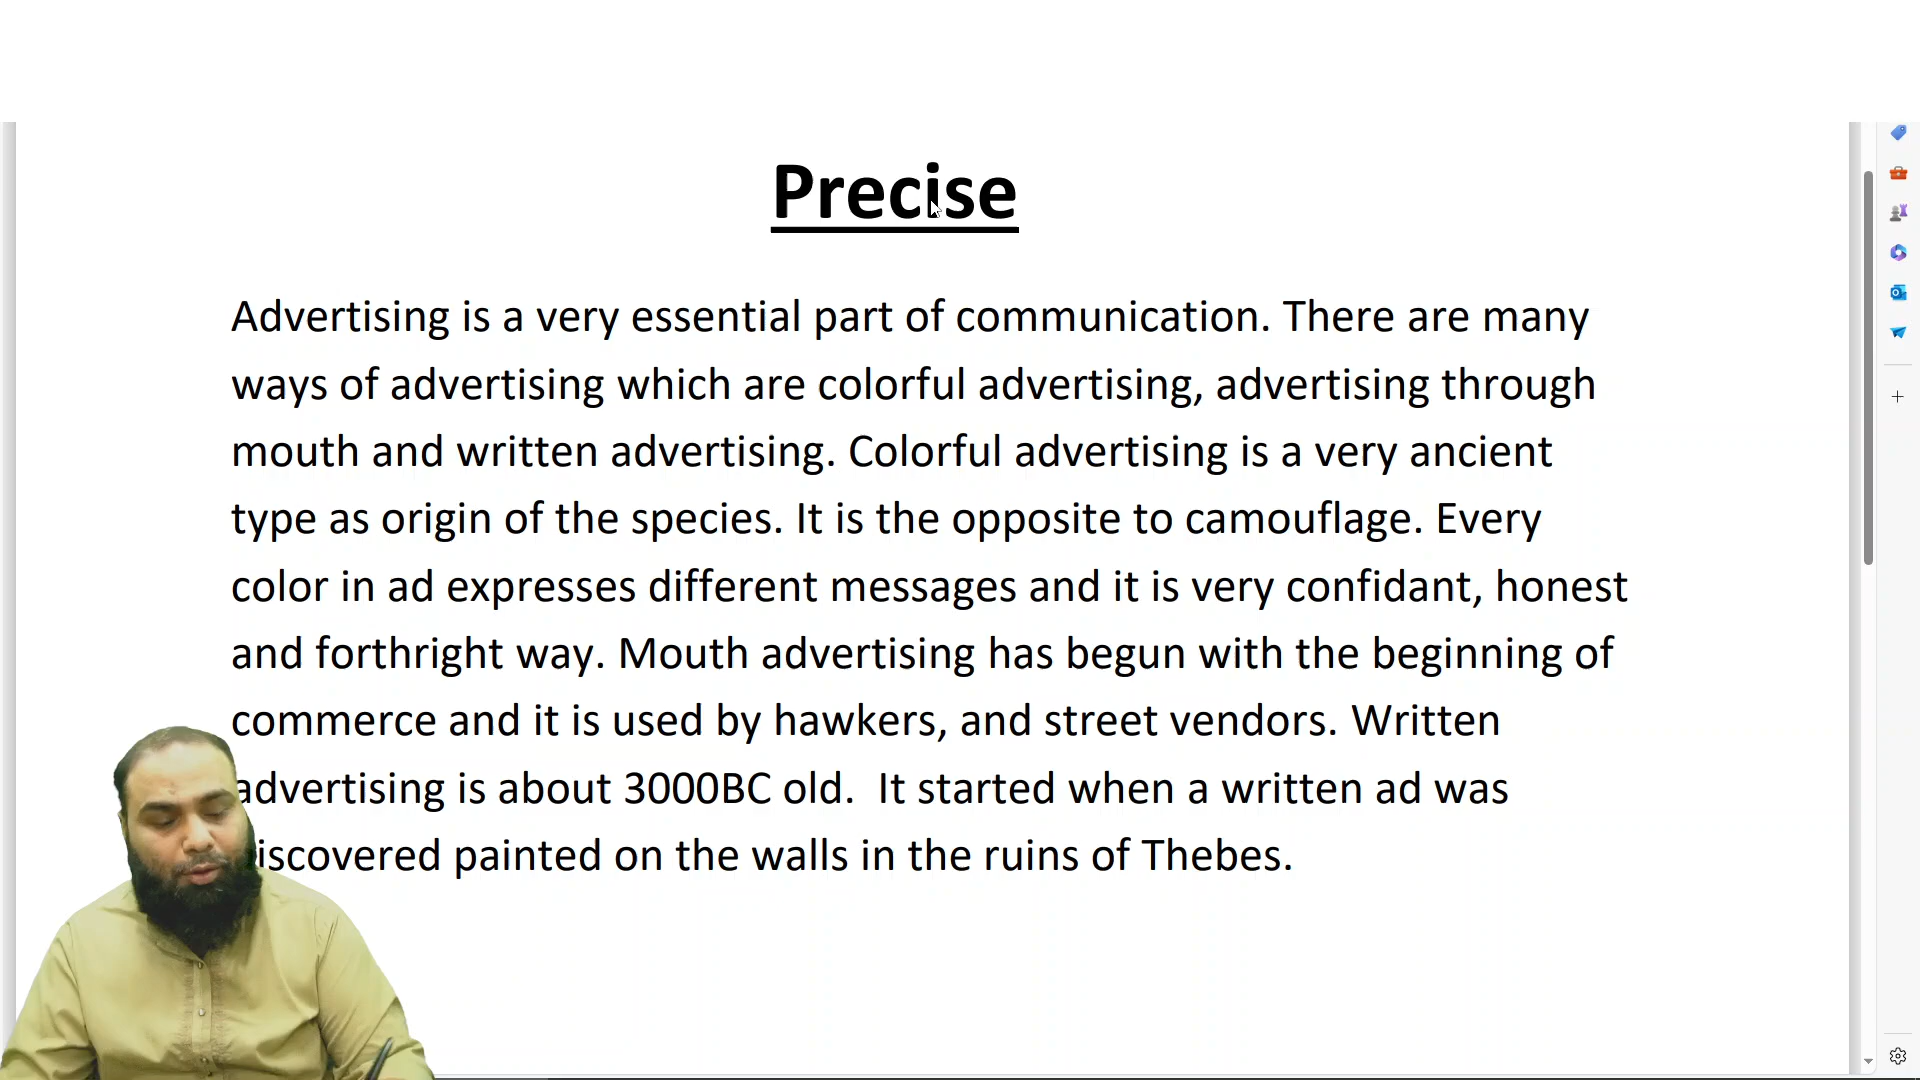 Precise
Advertising is a very essential part of communication. There are many
ways of advertising which are colorful advertising, advertising through
mouth and written advertising. Colorful advertising is a very ancient
type as origin of the species. It is the opposite to camouflage. Every
color in ad expresses different messages and it is very confidant, honest
and forthright way. Mouth advertising has begun with the beginning of
commerce and it is used by hawkers, and street vendors. Written
advertising is about 3000BC old. It started when a written ad was
discovered painted on the walls in the ruins of Thebes.